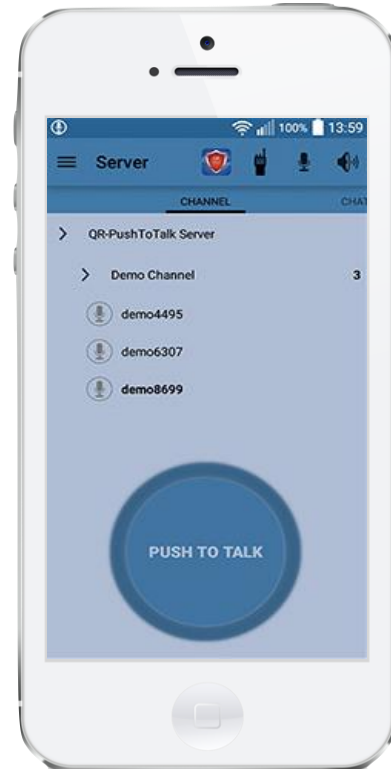 100% 13:59
Server
CHANNEL CHAT
QR-PushToTalk Server
Demo Channel 3
demo4495
demo6307
demo8699
PUSH TO TALK